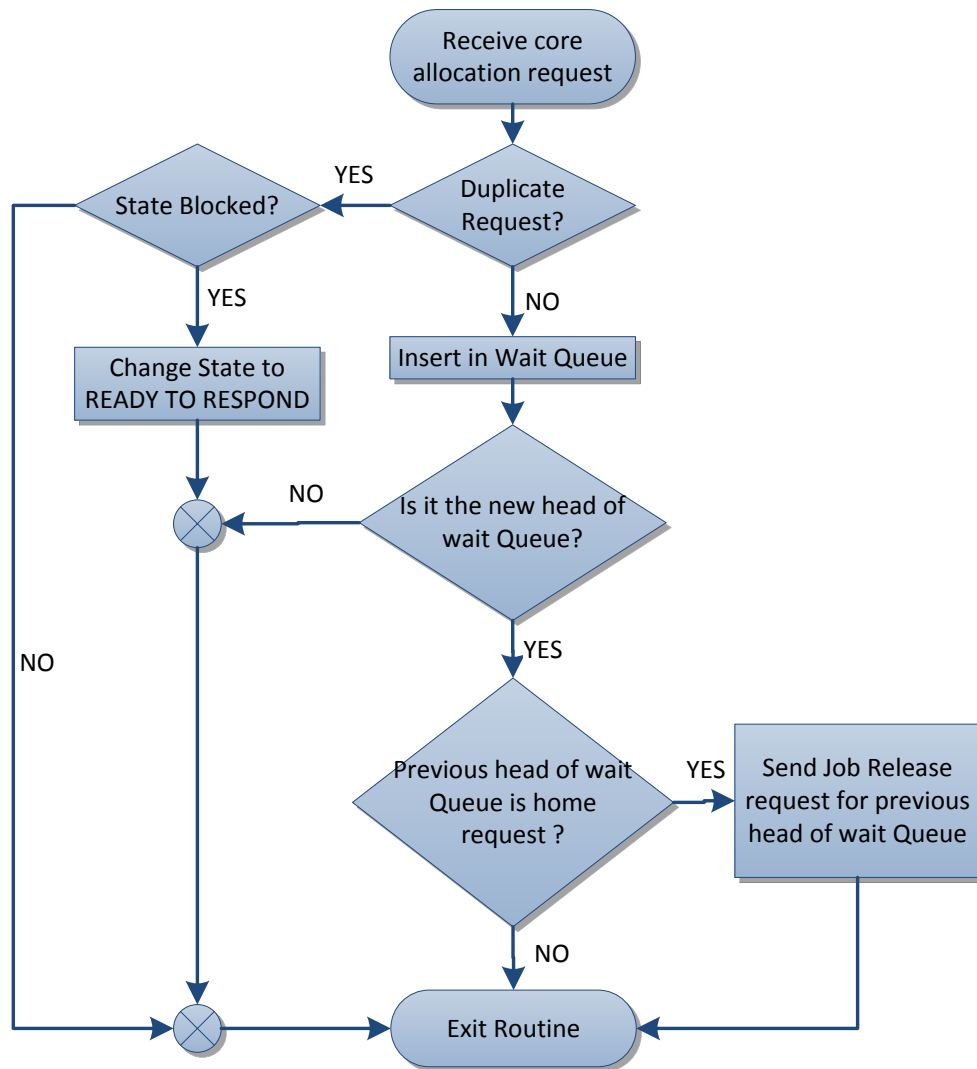 Receive core
allocation request
YES
State Blocked?
Duplicate
Request?
YES
NO
Change State to
READY TO RESPOND
Insert in Wait Queue
NO
Is it the new head of
wait Queue?
NO
YES
Previous head of wait
Queue is home
request ?
YES
Send Job Release
request for previous
head of wait Queue
NO
Exit Routine